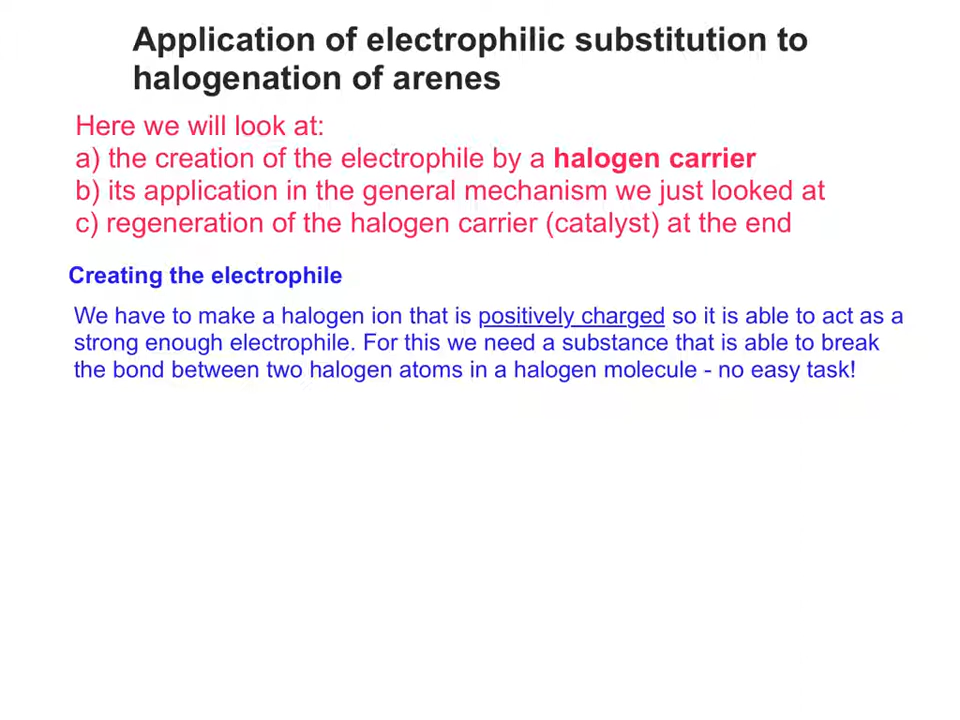 Application of electrophilic substitution to
halogenation of arenes
Here we will look at:
a) the creation of the electrophile by a halogen carrier
b) its application in the general mechanism we just looked at
c) regeneration of the halogen carrier (catalyst) at the end
Creating the electrophile
We have to make a halogen ion that is positively charged so it is able to act as a
strong enough electrophile. For this we need a substance that is able to break
the bond between two halogen atoms in a halogen molecule - no easy task!